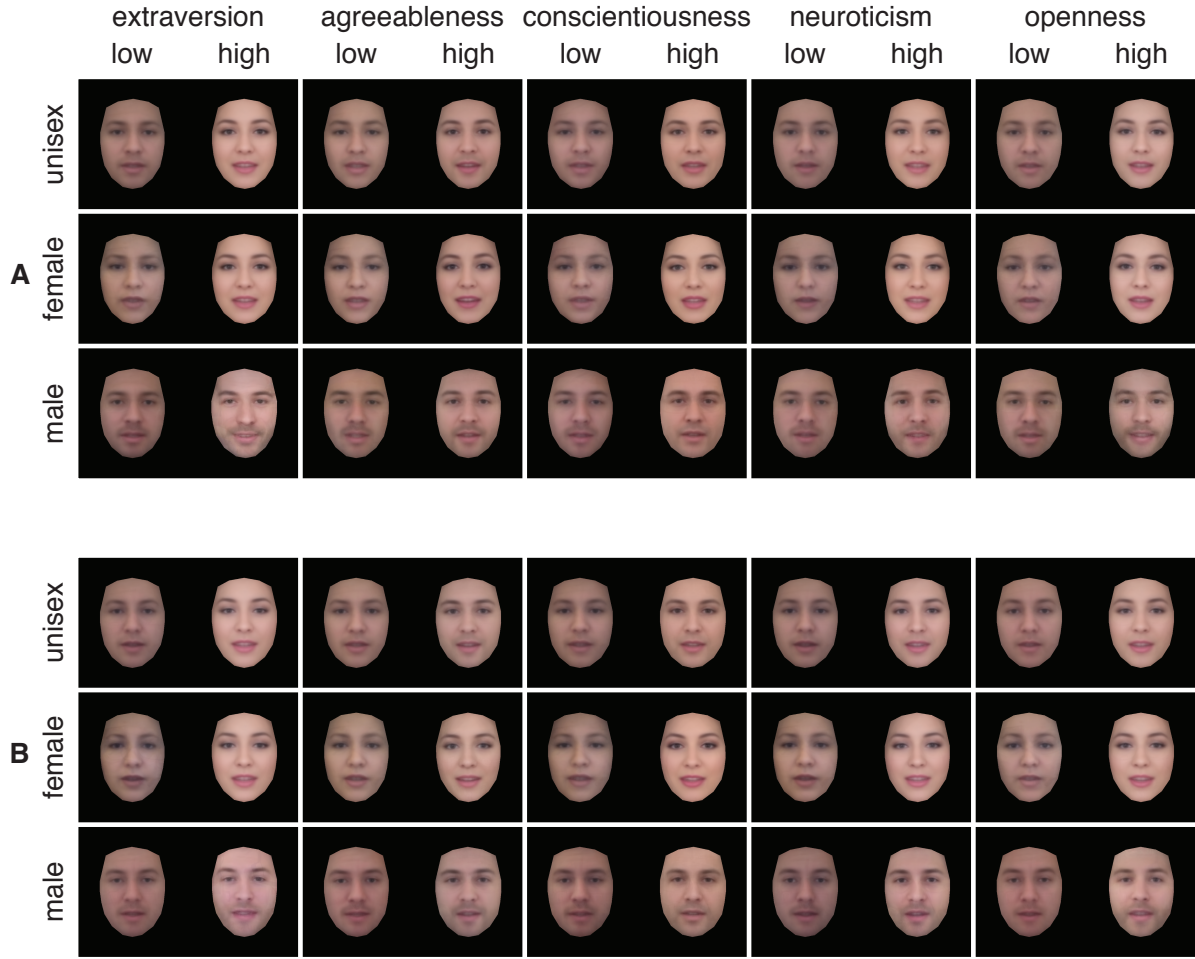 extraversion agreeableness conscientiousness neuroticism openness
low high low high low high low high low high
A
unisex
female
male
B
unisex
female
male